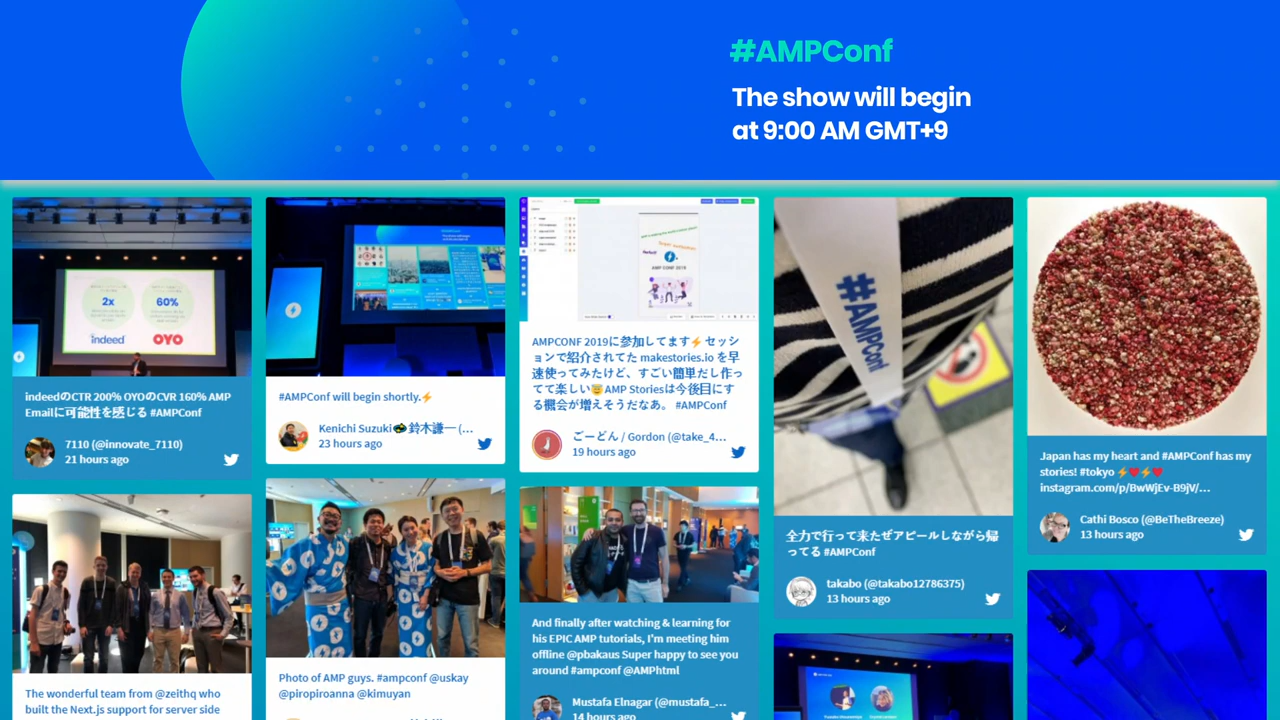 #AMPConf
The show will begin
at 9:00 AM GMT+9
2x
60%
indeed
OYO
indeedのCTR 200% OYOのCVR 160% AMP
Emailに可能性を感じる #AMPConf
7110 (@innovate_7110)
21 hours ago
The wonderful team from @zeithq who
built the Next.js support for server side
#AMPConf will begin shortly.⚡
Kenichi Suzuki 鈴木謙一 (...
23 hours ago
Photo of AMP guys. #ampconf @uskay
@piropiroanna @kimuyan
AMP CONF 2019
AMPCONF 2019に参加してます⚡セッシ
ョンで紹介されてた makestories.io を早
速使ってみたけど、すごい簡単だし作っ
てて楽しい😇 AMP Storiesは今後目にす
る機会が増えそうだなあ。 #AMPConf
ごーどん / Gordon (@take_4...
19 hours ago
And finally after watching & learning for
his EPIC AMP tutorials, I'm meeting him
offline @pbakaus Super happy to see you
around #ampconf @AMPhtml
Mustafa Elnagar (@mustafa_...
14 hours ago
#AMPConf
全力で行って来たぜアピールしながら帰
ってる #AMPConf
takabo (@takabo12786375)
13 hours ago
Japan has my heart and #AMPConf has my
stories! #tokyo ⚡♥️⚡♥️
instagram.com/p/BwWjEv-B9jV/...
Cathi Bosco (@BeTheBreeze)
13 hours ago